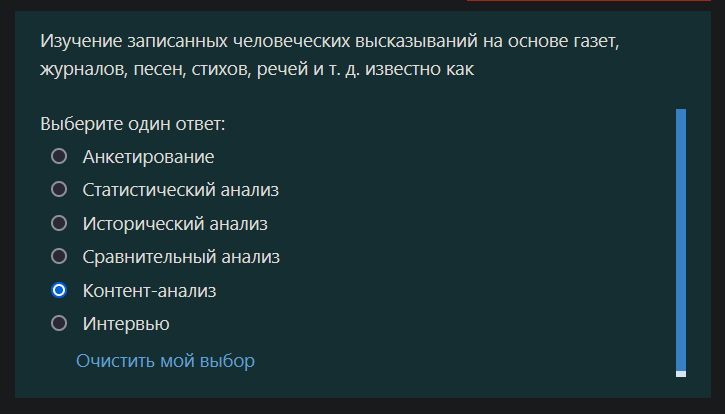 Изучение записанных человеческих высказываний на основе газет,
журналов, песен, стихов, речей и т. д. известно как
Выберите один ответ:
Анкетирование
Статистический анализ
Исторический анализ
Сравнительный анализ
Контент-анализ
Интервью
Очистить мой выбор